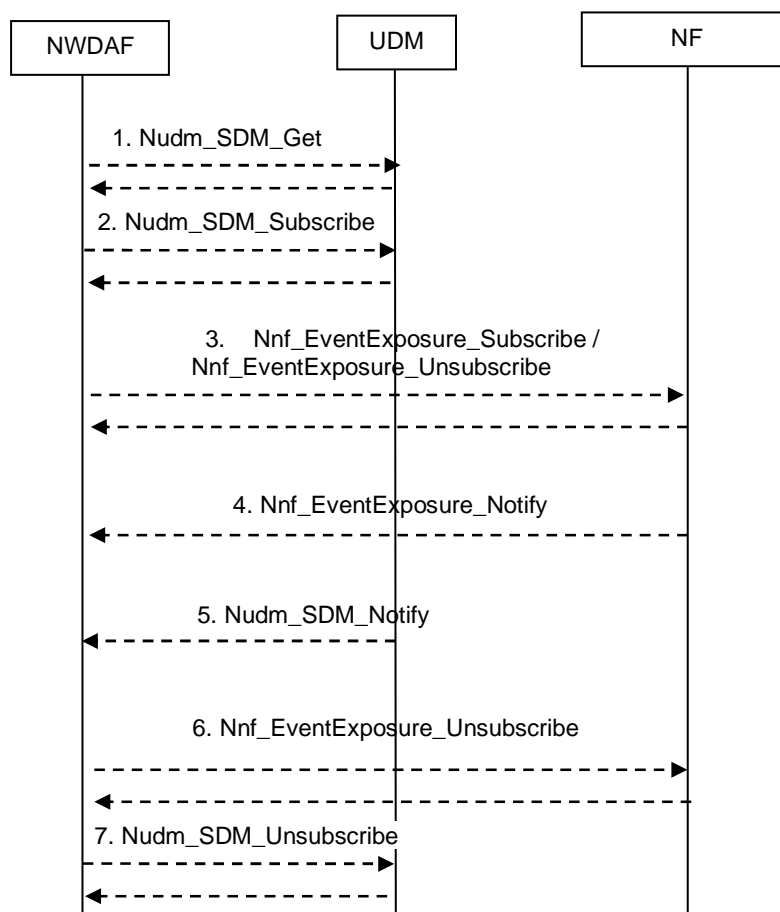 NWDAF
UDM
NF
1. Nudm_SDM_Get
2. Nudm_SDM_Subscribe
3. Nnf_EventExposure_Subscribe /
Nnf_EventExposure_Unsubscribe
4. Nnf_EventExposure_Notify
5. Nudm_SDM_Notify
6. Nnf_EventExposure_Unsubscribe
7. Nudm_SDM_Unsubscribe